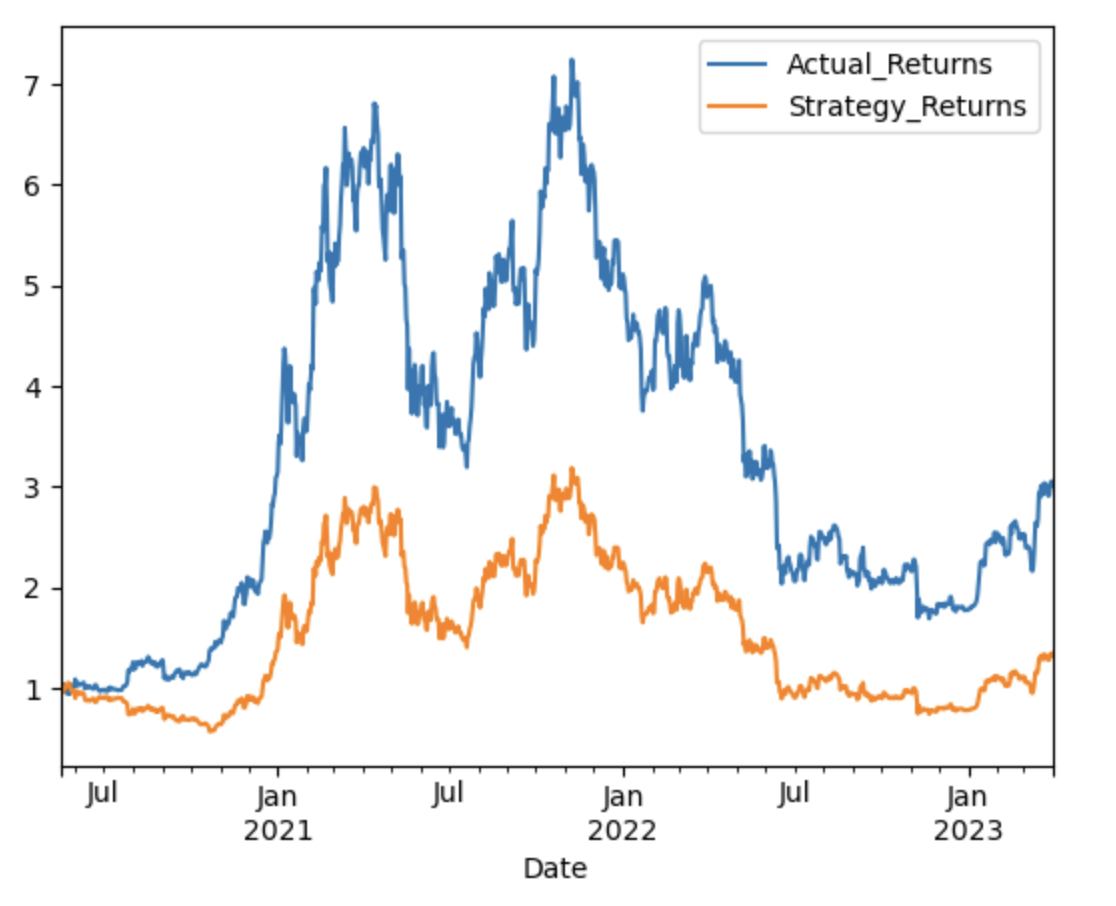 Actual_Returns
Strategy_Returns
7
6
5
4
3
2
1
Jul
Jan
2021
Jul
Jan
2022
Jul
Jan
2023
Date